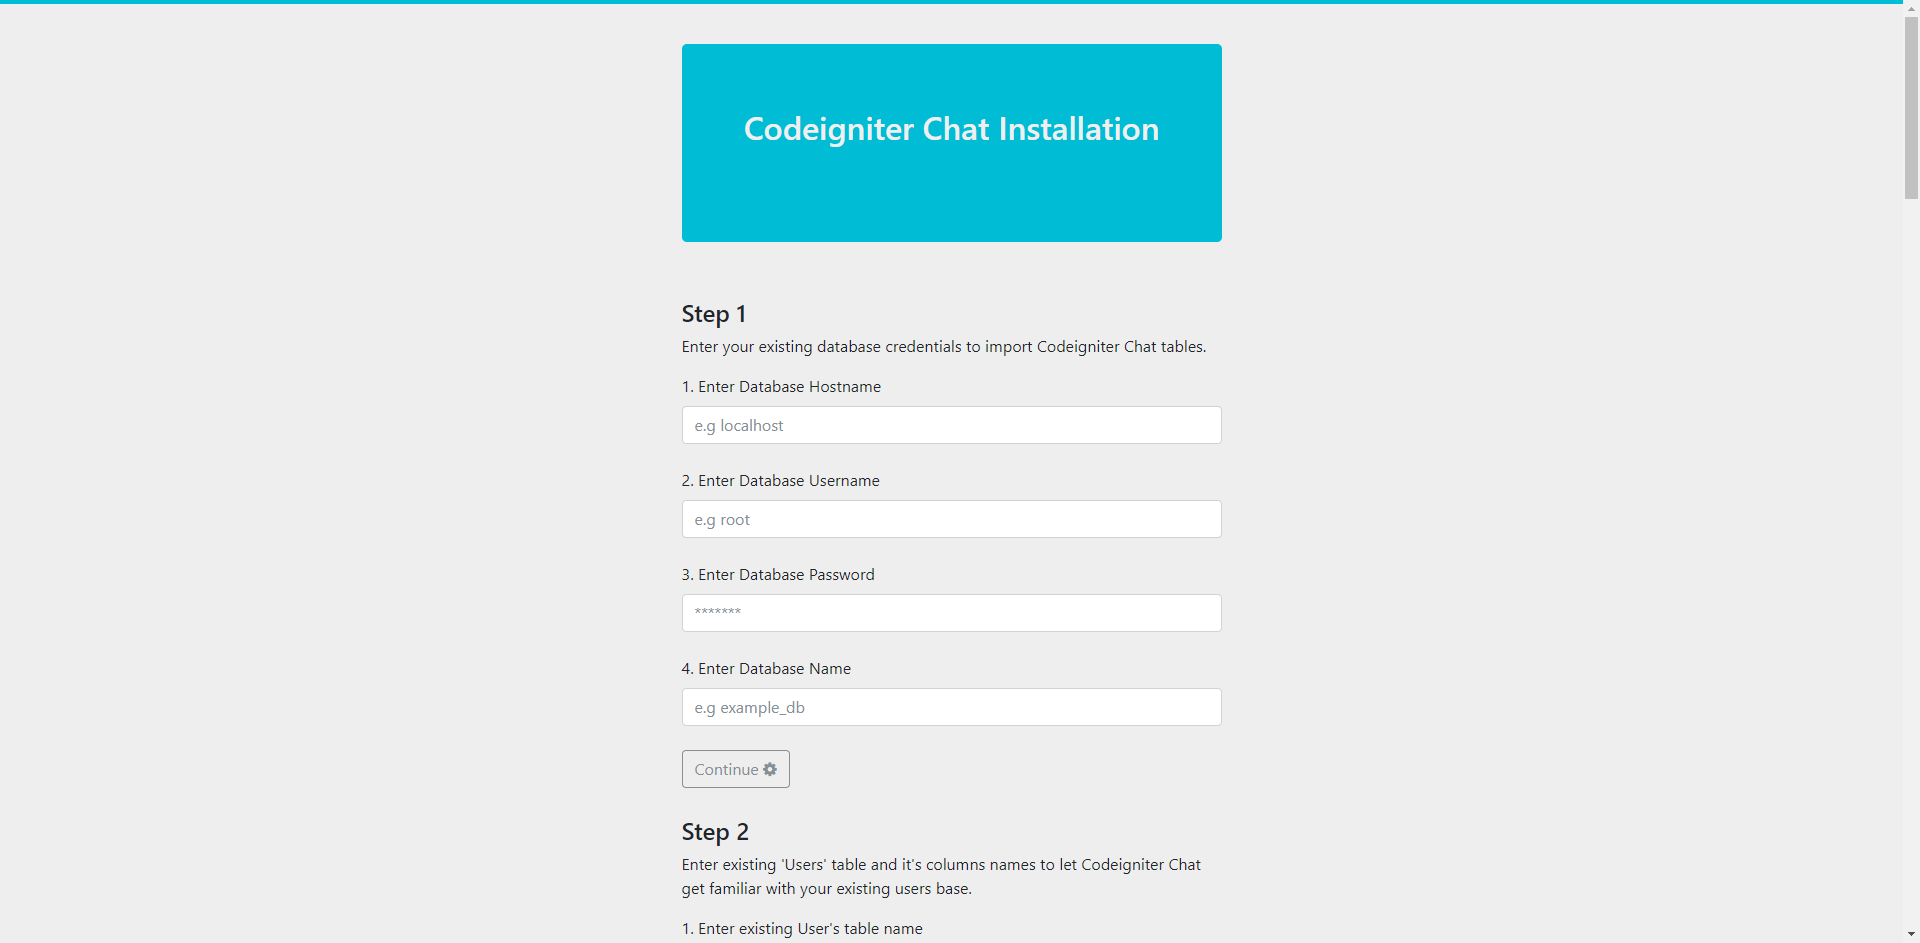 Codeigniter Chat Installation
Step 1
Enter your existing database credentials to import Codeigniter Chat tables.
1. Enter Database Hostname
e.g localhost
2. Enter Database Username
e.g root
3. Enter Database Password
*******
4. Enter Database Name
e.g example_db
Continue
Step 2
Enter existing 'Users' table and it's columns names to let Codeigniter Chat
get familiar with your existing users base.
1. Enter existing User's table name